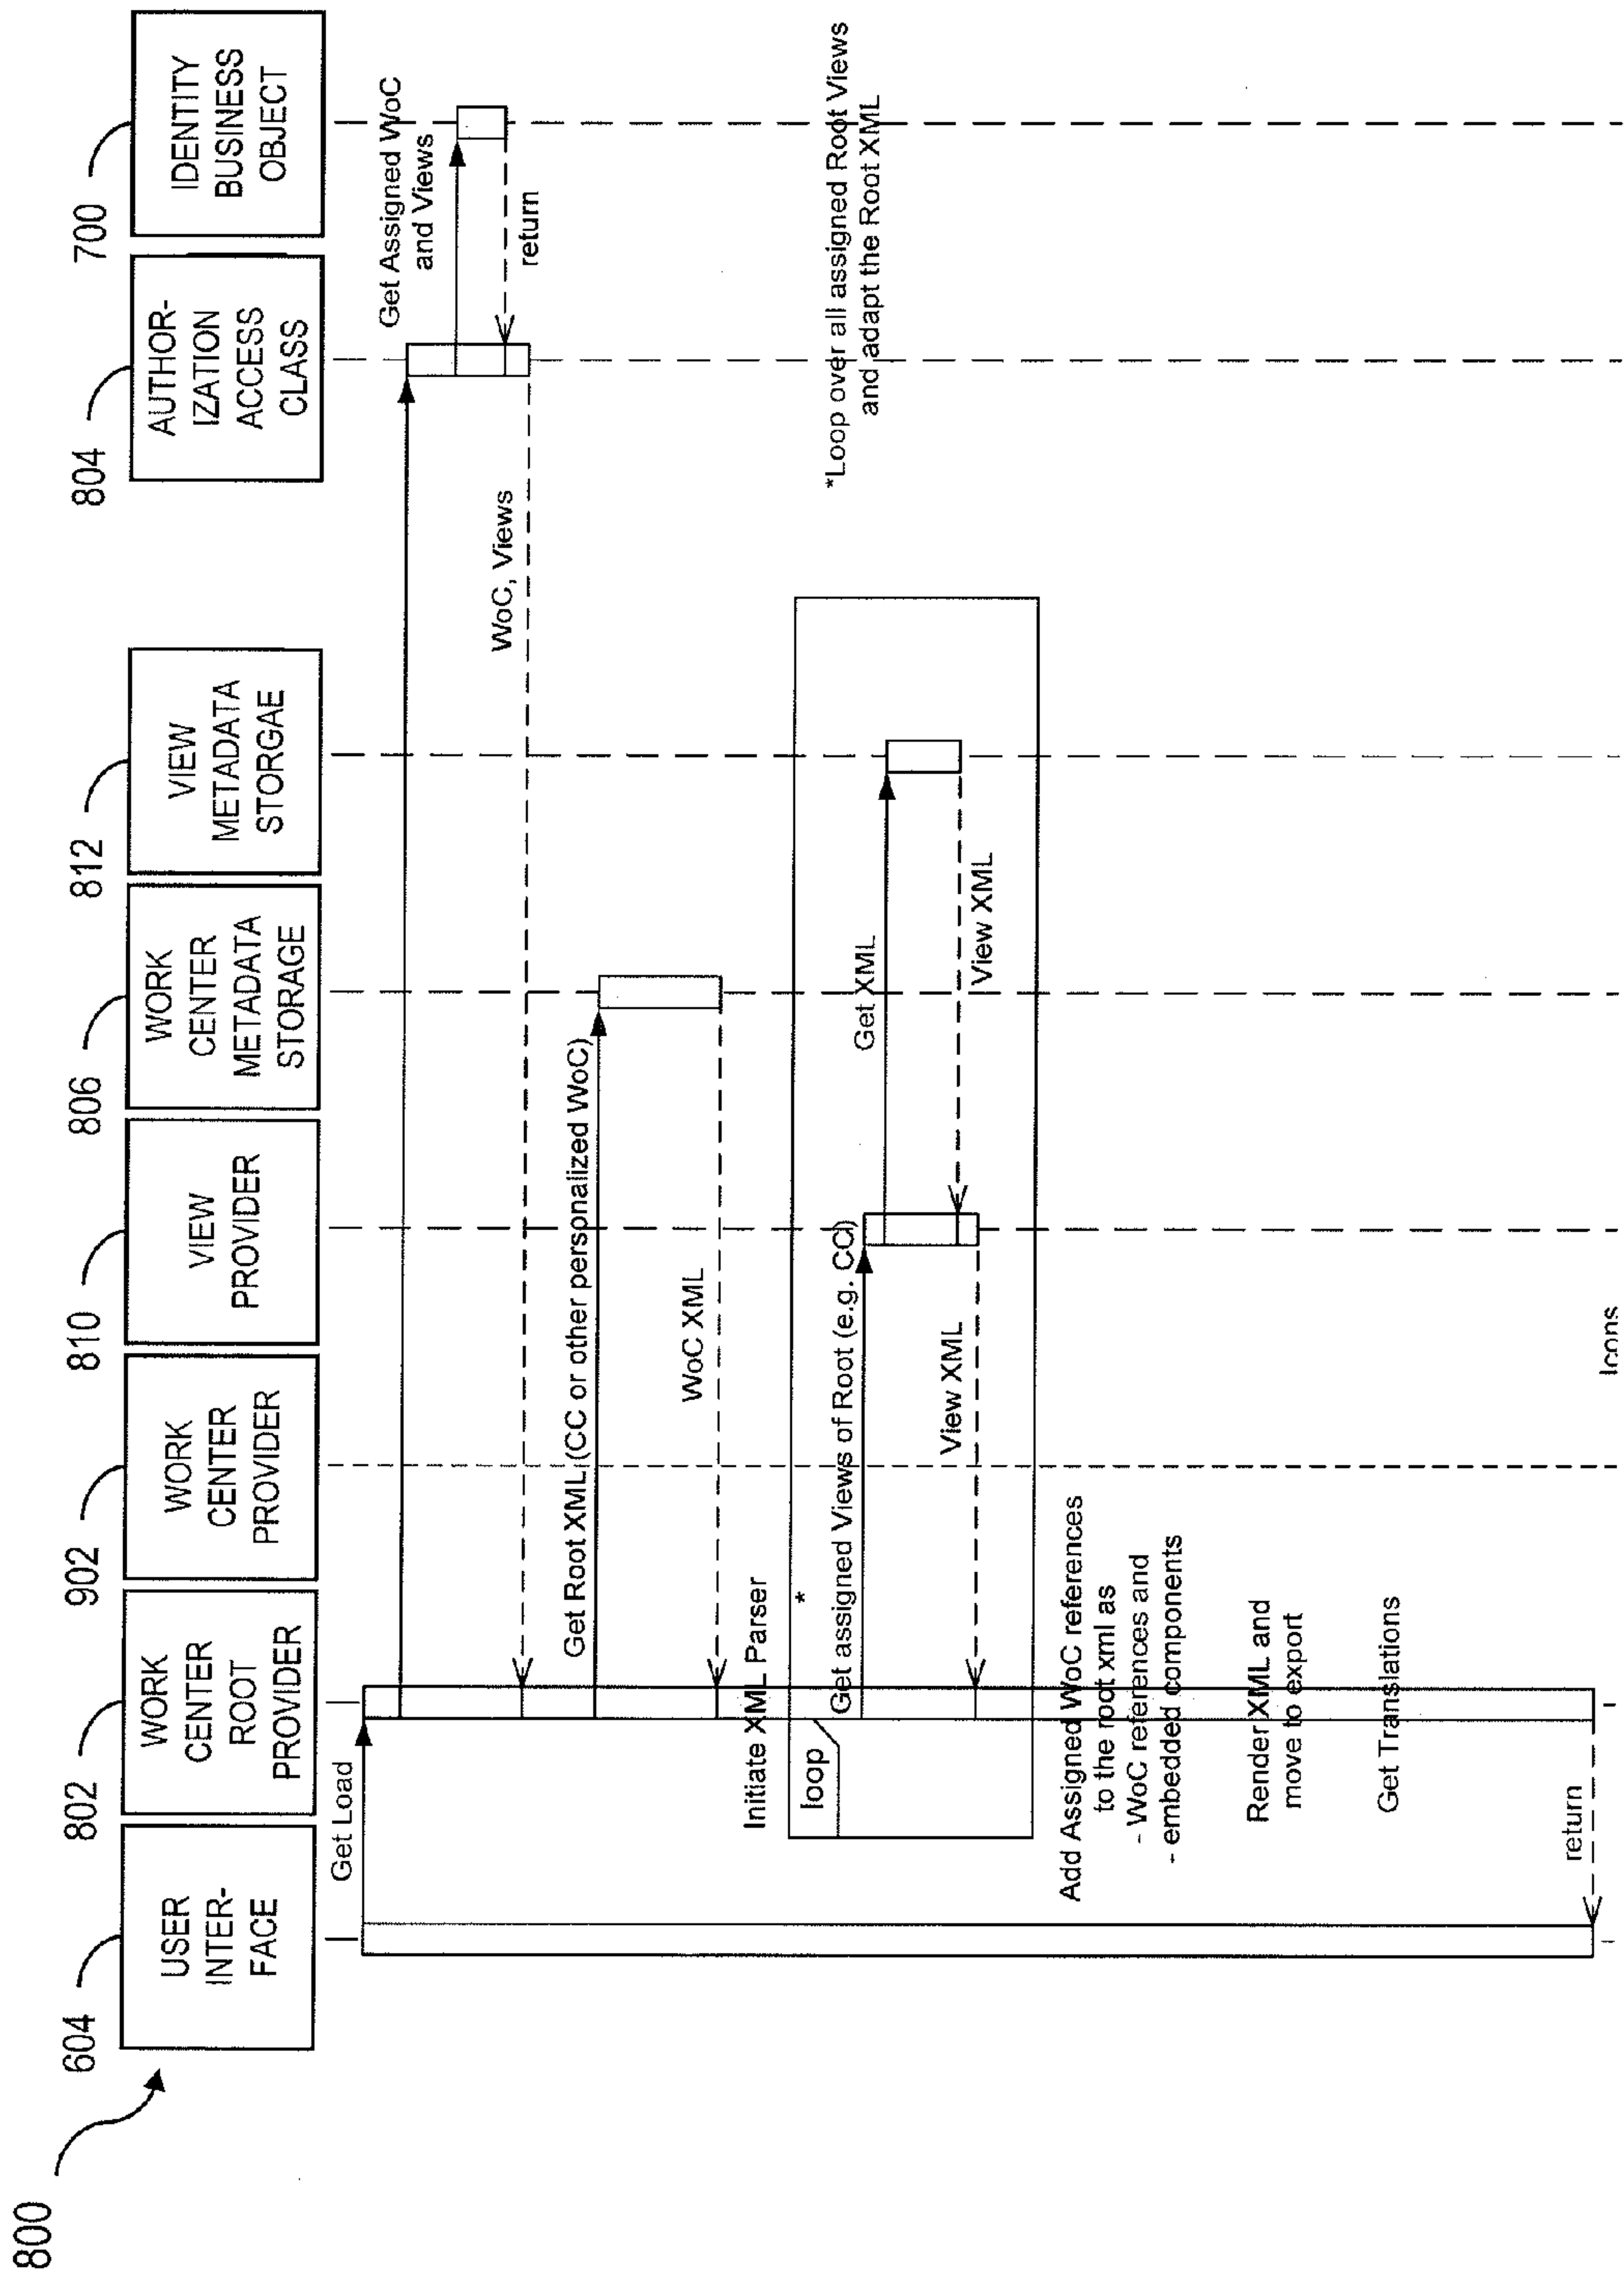 800
604
USER
INTER-
FACE
802
WORK
CENTER
ROOT
PROVIDER
902
WORK
CENTER
PROVIDER
810
VIEW
PROVIDER
806
WORK
CENTER
METADATA
STORAGE
812
VIEW
METADATA
STORGAE
804
AUTHOR-
IZATION
ACCESS
CLASS
700
IDENTITY
BUSINESS
OBJECT
Get Load
Get Assigned WoC
and Views
return
WoC, Views
Get Root XML (CC or other personalized WoC)
WoC XML
Initiate XML Parser
loop
*
Get assigned Views of Root (e.g. CC)
Get XML
View XML
View XML
*Loop over all assigned Root Views
and adapt the Root XML
Add Assigned WoC references
to the root xml as
- WoC references and
- embedded components
Render XML and
move to export
Get Translations
return
Icons